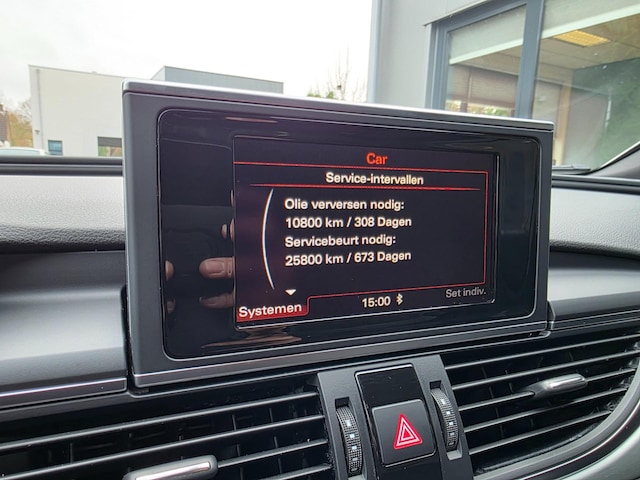 Car
Service-intervallen
Olie verversen nodig:
10800 km / 308 Dagen
Servicebeurt nodig:
25800 km / 673 Dagen
Set indiv.
Systemen
15:00